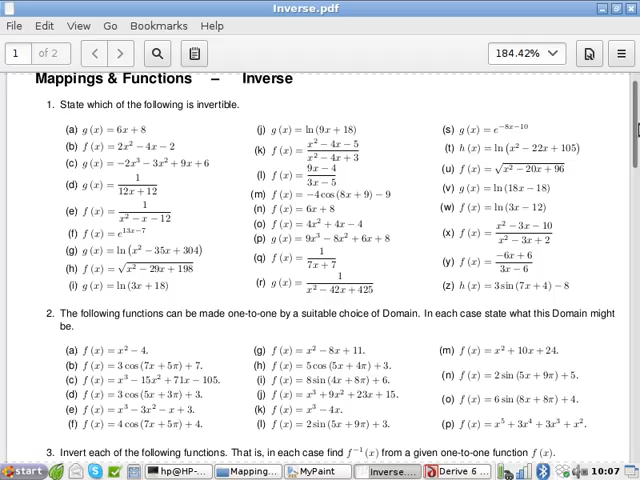 Inverse.pdf
File Edit View Go Bookmarks Help
1 of 2 184.42%
Mappings & Functions – Inverse
1. State which of the following is invertible.
(a) g (x) = 6x + 8
(b) f (x) = 2x² − 4x − 2
(c) g (x) = −2x³ − 3x² + 9x + 6
(d) g (x) = 1/(12x + 12)
(e) f (x) = 1/(x² − x − 12)
(f) f (x) = e^(13x−7)
(g) g (x) = ln (x² − 35x + 304)
(h) f (x) = √(x² − 29x + 198)
(i) g (x) = ln (3x + 18)
(j) g (x) = ln (9x + 18)
(k) f (x) = (x² − 4x − 5)/(x² − 4x + 3)
(l) f (x) = (9x − 4)/(3x − 5)
(m) f (x) = −4 cos (8x + 9) − 9
(n) f (x) = 6x + 8
(o) f (x) = 4x² + 4x − 4
(p) g (x) = 9x³ − 8x² + 6x + 8
(q) f (x) = 1/(7x + 7)
(r) g (x) = 1/(x² − 42x + 425)
(s) g (x) = e^(−8x−10)
(t) h (x) = ln (x² − 22x + 105)
(u) f (x) = √(x² − 20x + 96)
(v) g (x) = ln (18x − 18)
(w) f (x) = ln (3x − 12)
(x) f (x) = (x² − 3x − 10)/(x² − 3x + 2)
(y) f (x) = (−6x + 6)/(3x − 6)
(z) h (x) = 3 sin (7x + 4) − 8
2. The following functions can be made one-to-one by a suitable choice of Domain. In each case state what this Domain might
be.
(a) f (x) = x² − 4.
(b) f (x) = 3 cos (7x + 5π) + 7.
(c) f (x) = x³ − 15x² + 71x − 105.
(d) f (x) = 3 cos (5x + 3π) + 3.
(e) f (x) = x³ − 3x² − x + 3.
(f) f (x) = 4 cos (7x + 5π) + 4.
(g) f (x) = x² − 8x + 11.
(h) f (x) = 5 cos (5x + 4π) + 3.
(i) f (x) = 8 sin (4x + 8π) + 6.
(j) f (x) = x³ + 9x² + 23x + 15.
(k) f (x) = x³ − 4x.
(l) f (x) = 2 sin (5x + 9π) + 3.
(m) f (x) = x² + 10x + 24.
(n) f (x) = 2 sin (5x + 9π) + 5.
(o) f (x) = 6 sin (8x + 8π) + 4.
(p) f (x) = x⁵ + 3x⁴ + 3x³ + x².
3. Invert each of the following functions. That is, in each case find f⁻¹ (x) from a given one-to-one function f (x).
start hp@HP-... Mapping... MyPaint Inverse.... Derive 6 ... 10:07